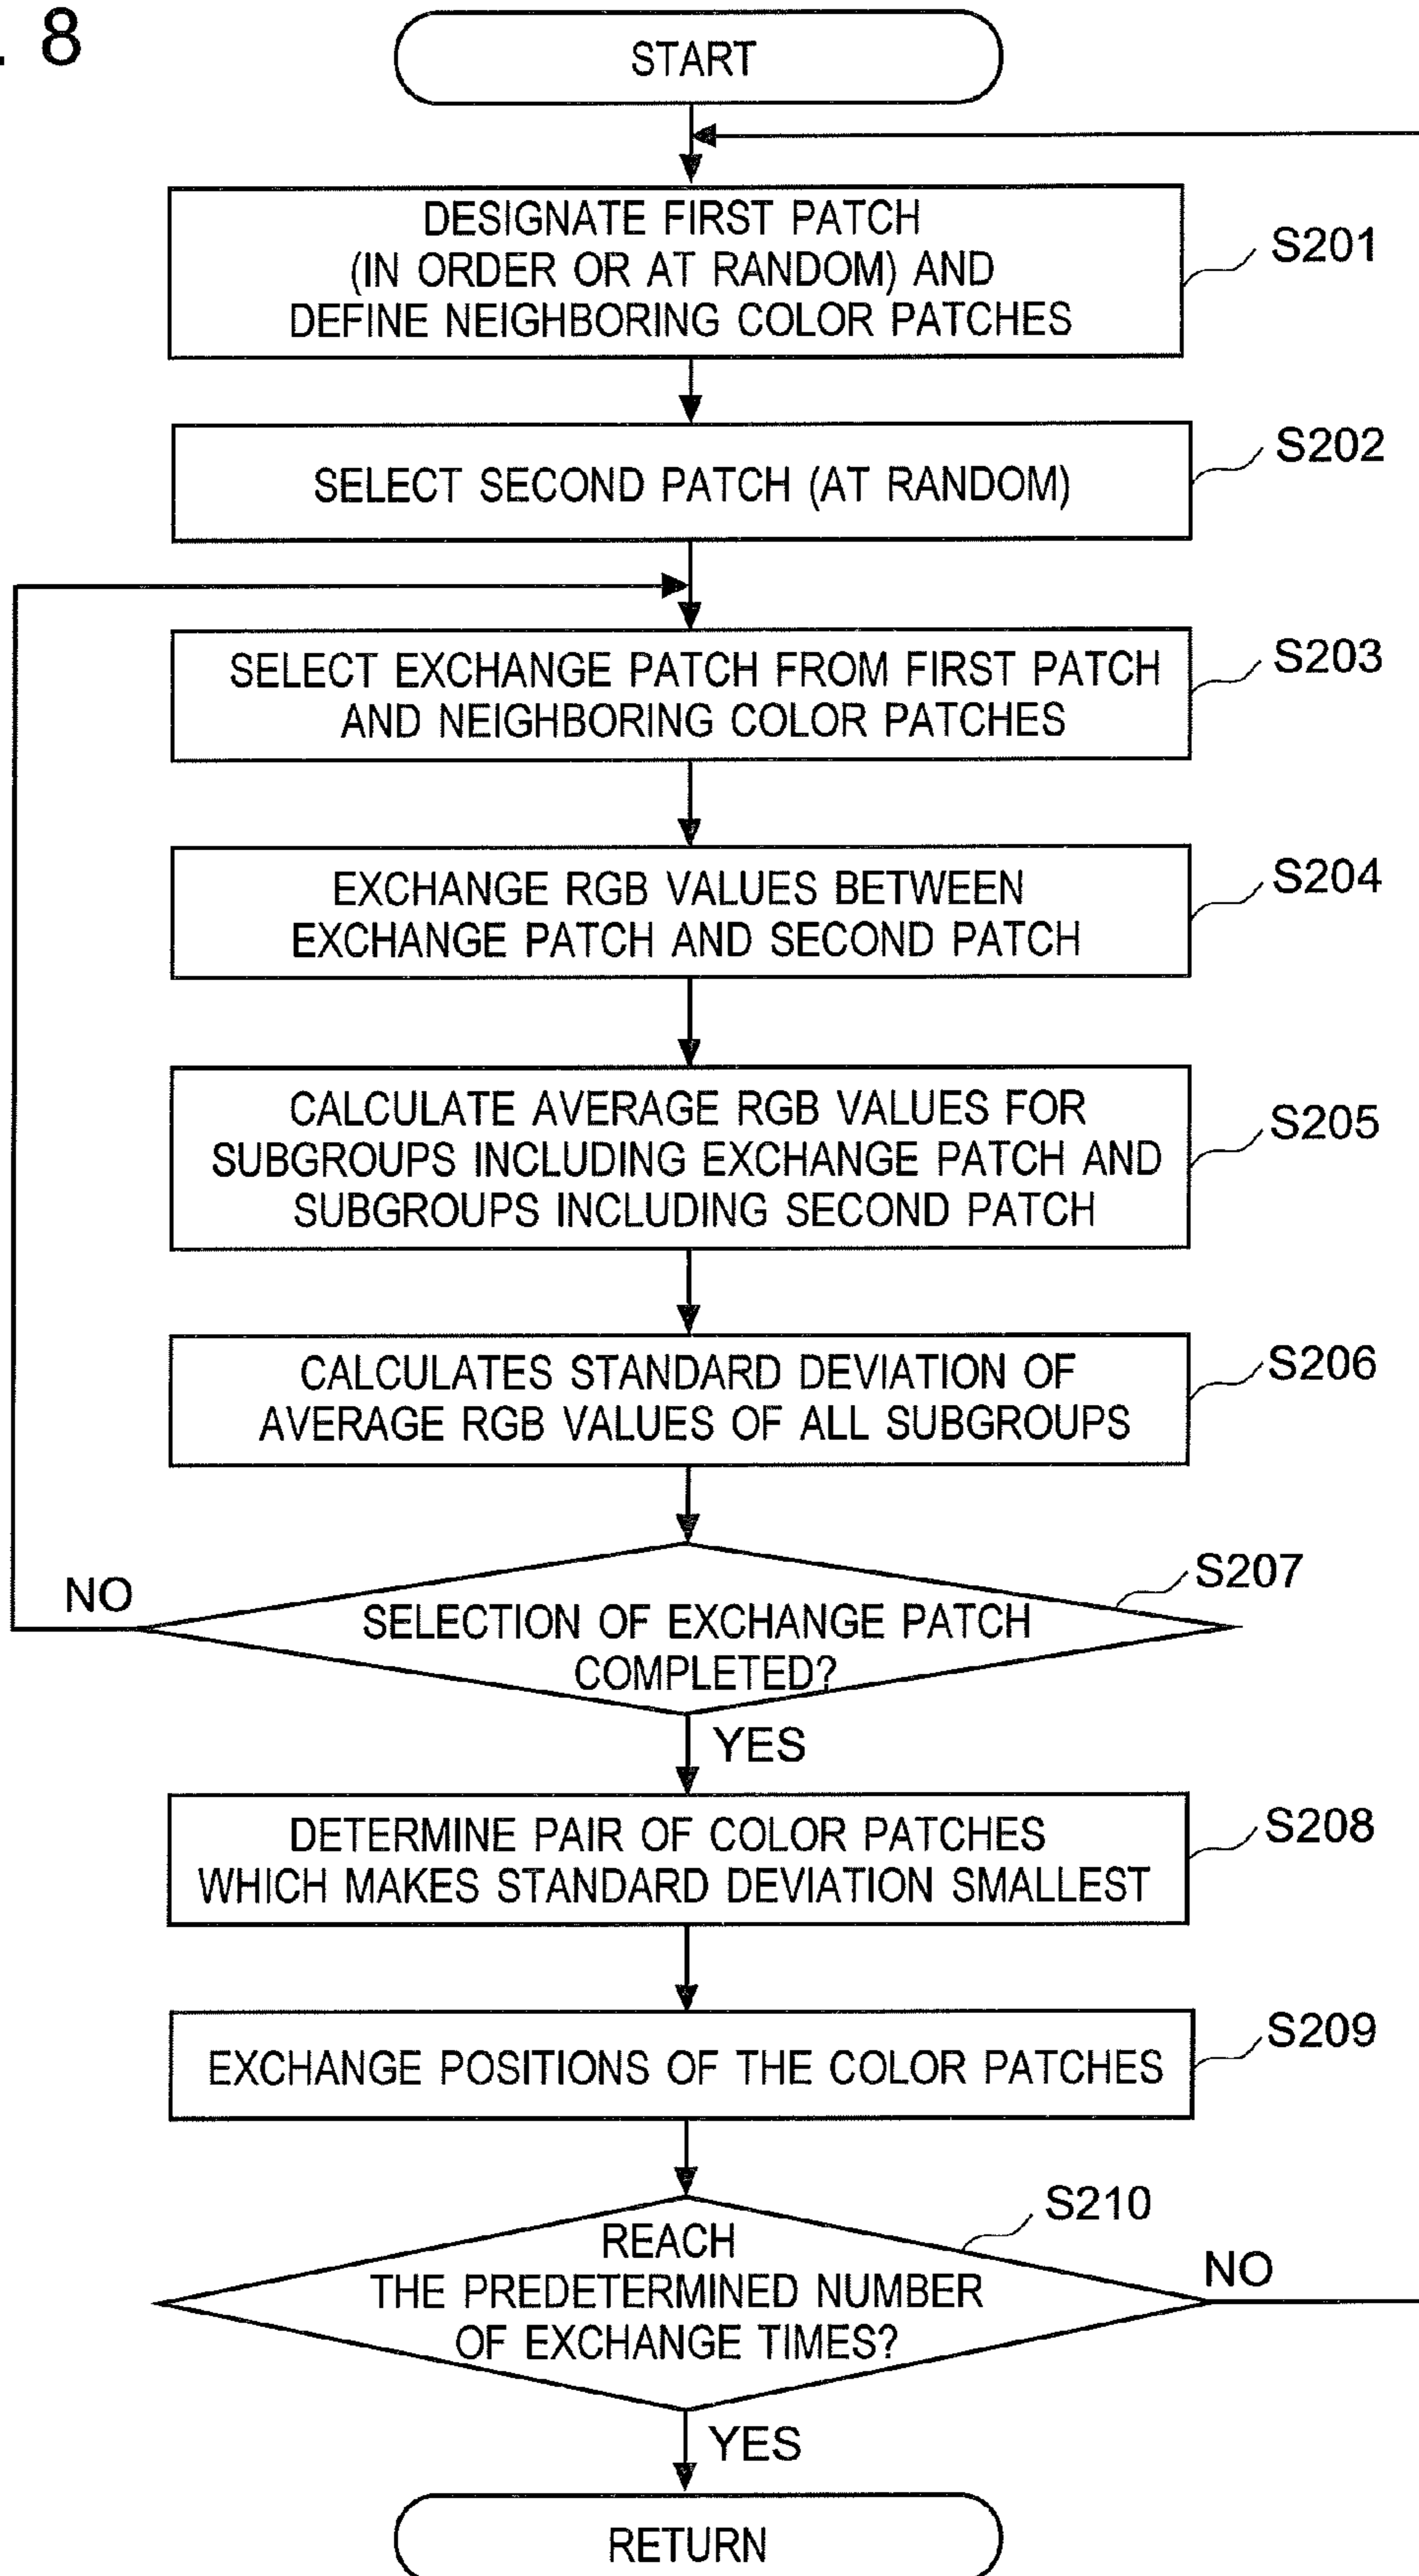 . 8
START
DESIGNATE FIRST PATCH
(IN ORDER OR AT RANDOM) AND
DEFINE NEIGHBORING COLOR PATCHES
S201
SELECT SECOND PATCH (AT RANDOM)
S202
SELECT EXCHANGE PATCH FROM FIRST PATCH
AND NEIGHBORING COLOR PATCHES
S203
EXCHANGE RGB VALUES BETWEEN
EXCHANGE PATCH AND SECOND PATCH
S204
CALCULATE AVERAGE RGB VALUES FOR
SUBGROUPS INCLUDING EXCHANGE PATCH AND
SUBGROUPS INCLUDING SECOND PATCH
S205
CALCULATES STANDARD DEVIATION OF
AVERAGE RGB VALUES OF ALL SUBGROUPS
S206
SELECTION OF EXCHANGE PATCH
COMPLETED?
S207
NO
YES
DETERMINE PAIR OF COLOR PATCHES
WHICH MAKES STANDARD DEVIATION SMALLEST
S208
EXCHANGE POSITIONS OF THE COLOR PATCHES
S209
REACH
THE PREDETERMINED NUMBER
OF EXCHANGE TIMES?
S210
NO
YES
RETURN